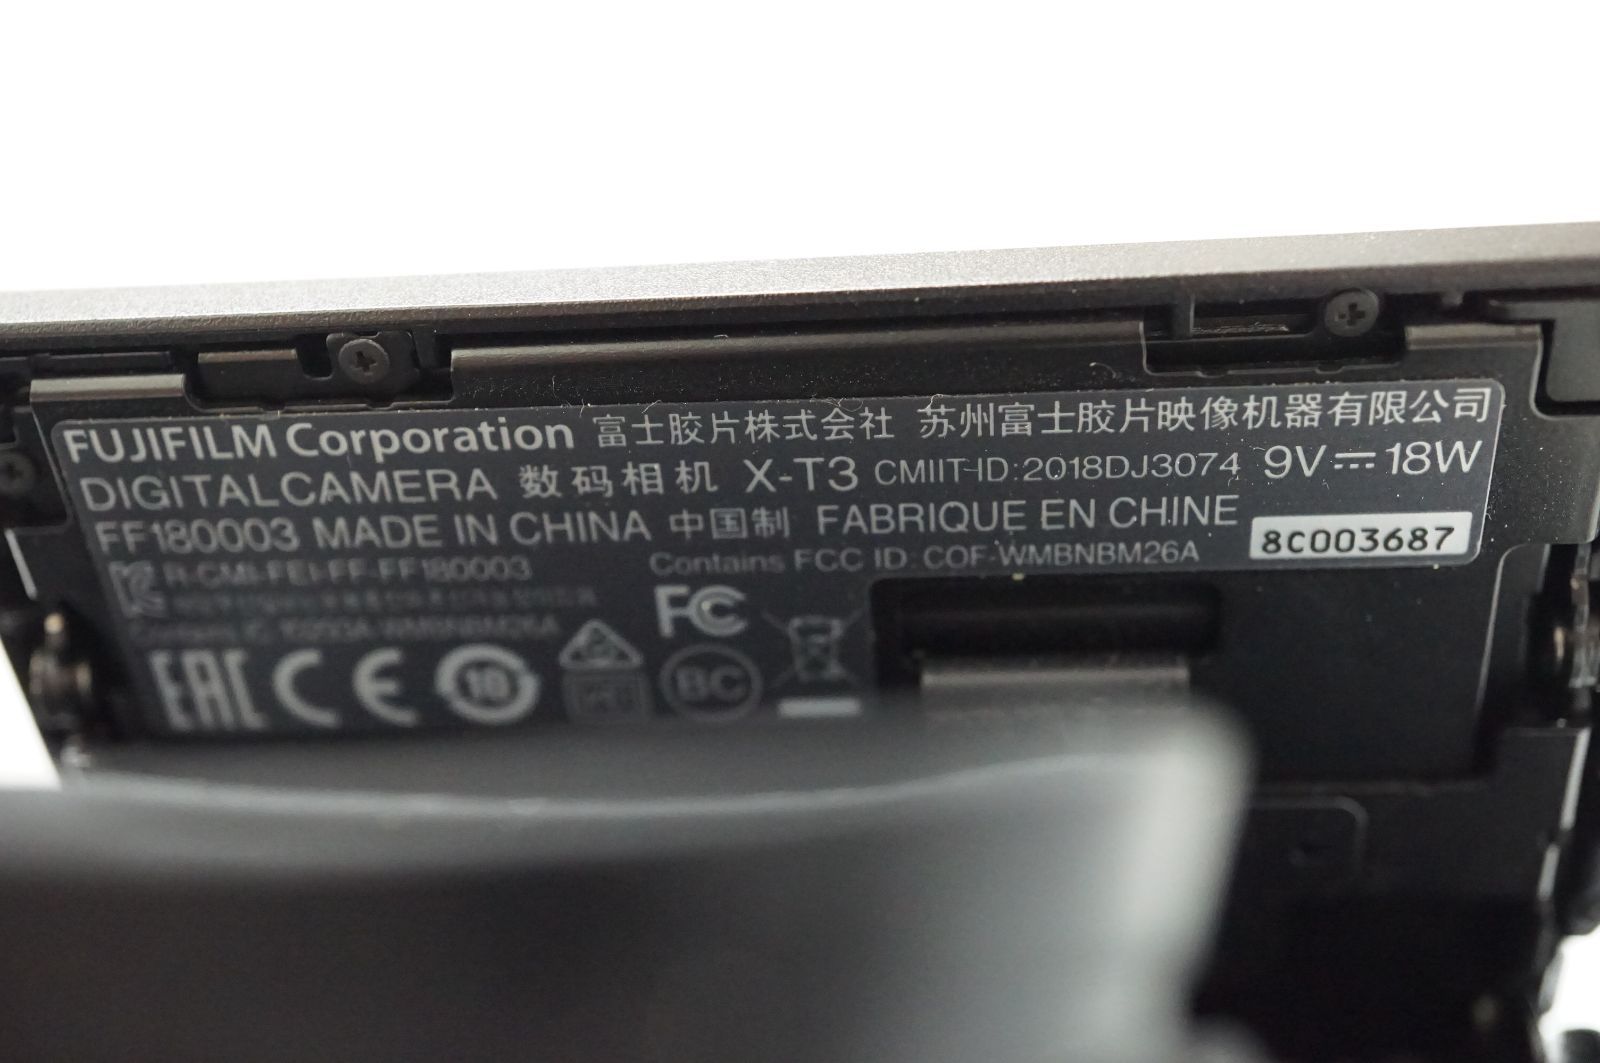 FUJIFILM Corporation 富士胶片株式会社 苏州富士胶片映像机器有限公司
DIGITALCAMERA 数码相机 X-T3 CMIIT-ID:2018DJ3074 9V⎓18W
FF180003 MADE IN CHINA 中国制 FABRIQUE EN CHINE
8C003687
R-CMI-FEI-FF-FF180003
Contains FCC ID: COF-WMBNBM26A
FC
EAC CE 10 BC